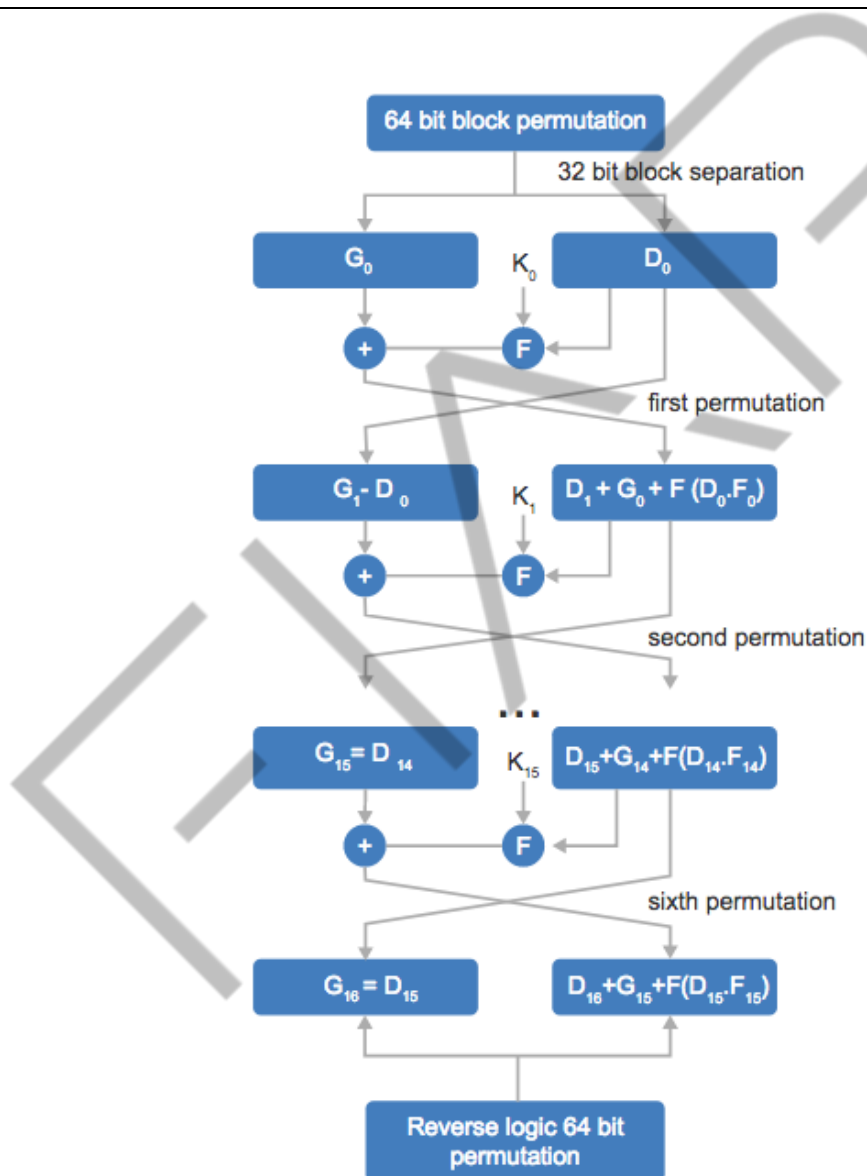 64 bit block permutation
32 bit block separation
G₀
K₀
D₀
+
F
first permutation
G₁- D ₀
K₁
D₁ + G₀ + F (D₀.F₀)
+
F
second permutation
...
G₁₅= D ₁₄
K₁₅
D₁₅+G₁₄+F(D₁₄.F₁₄)
+
F
sixth permutation
G₁₆ = D₁₅
D₁₆+G₁₅+F(D₁₅.F₁₅)
Reverse logic 64 bit
permutation